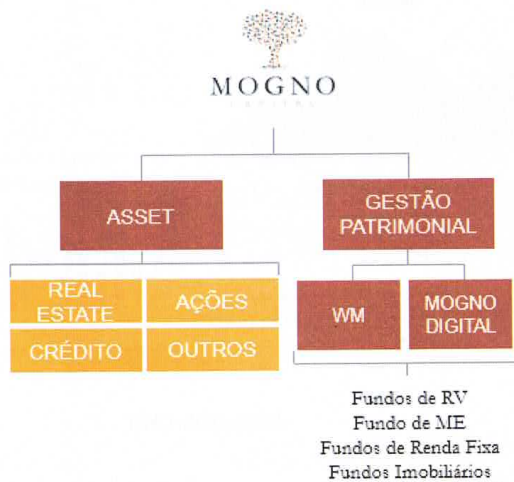 MOGNO
CAPITAL
ASSET
GESTÃO
PATRIMONIAL
REAL
ESTATE
AÇÕES
CRÉDITO
OUTROS
WM
MOGNO
DIGITAL
Fundos de RV
Fundo de ME
Fundos de Renda Fixa
Fundos Imobiliários